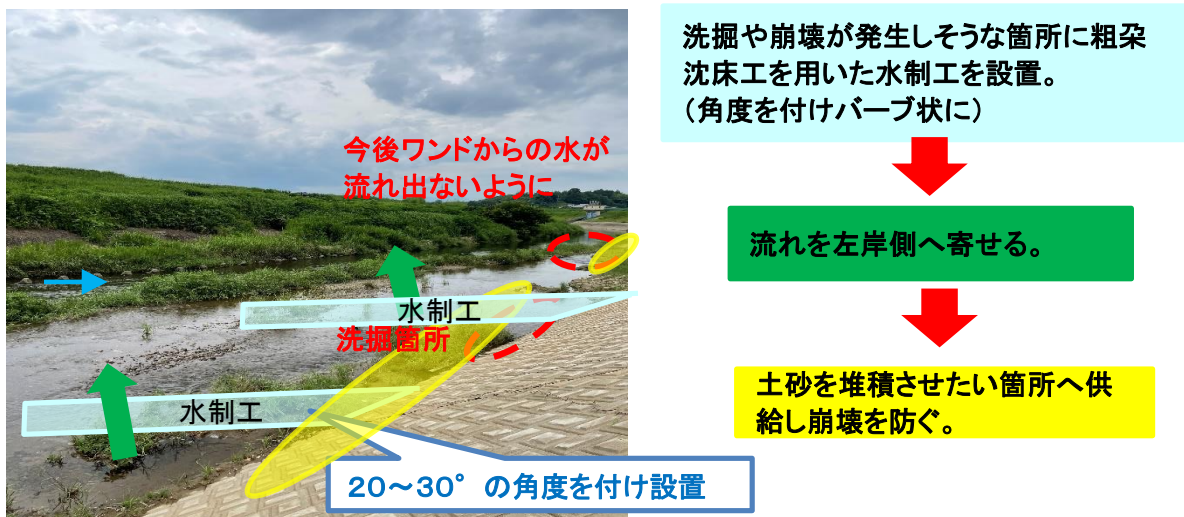 今後ワンドからの水が
流れ出ないように
水制工
洗掘箇所
水制工
20～30°の角度を付け設置
洗掘や崩壊が発生しそうな箇所に粗朶
沈床工を用いた水制工を設置。
（角度を付けバーブ状に）
流れを左岸側へ寄せる。
土砂を堆積させたい箇所へ供
給し崩壊を防ぐ。